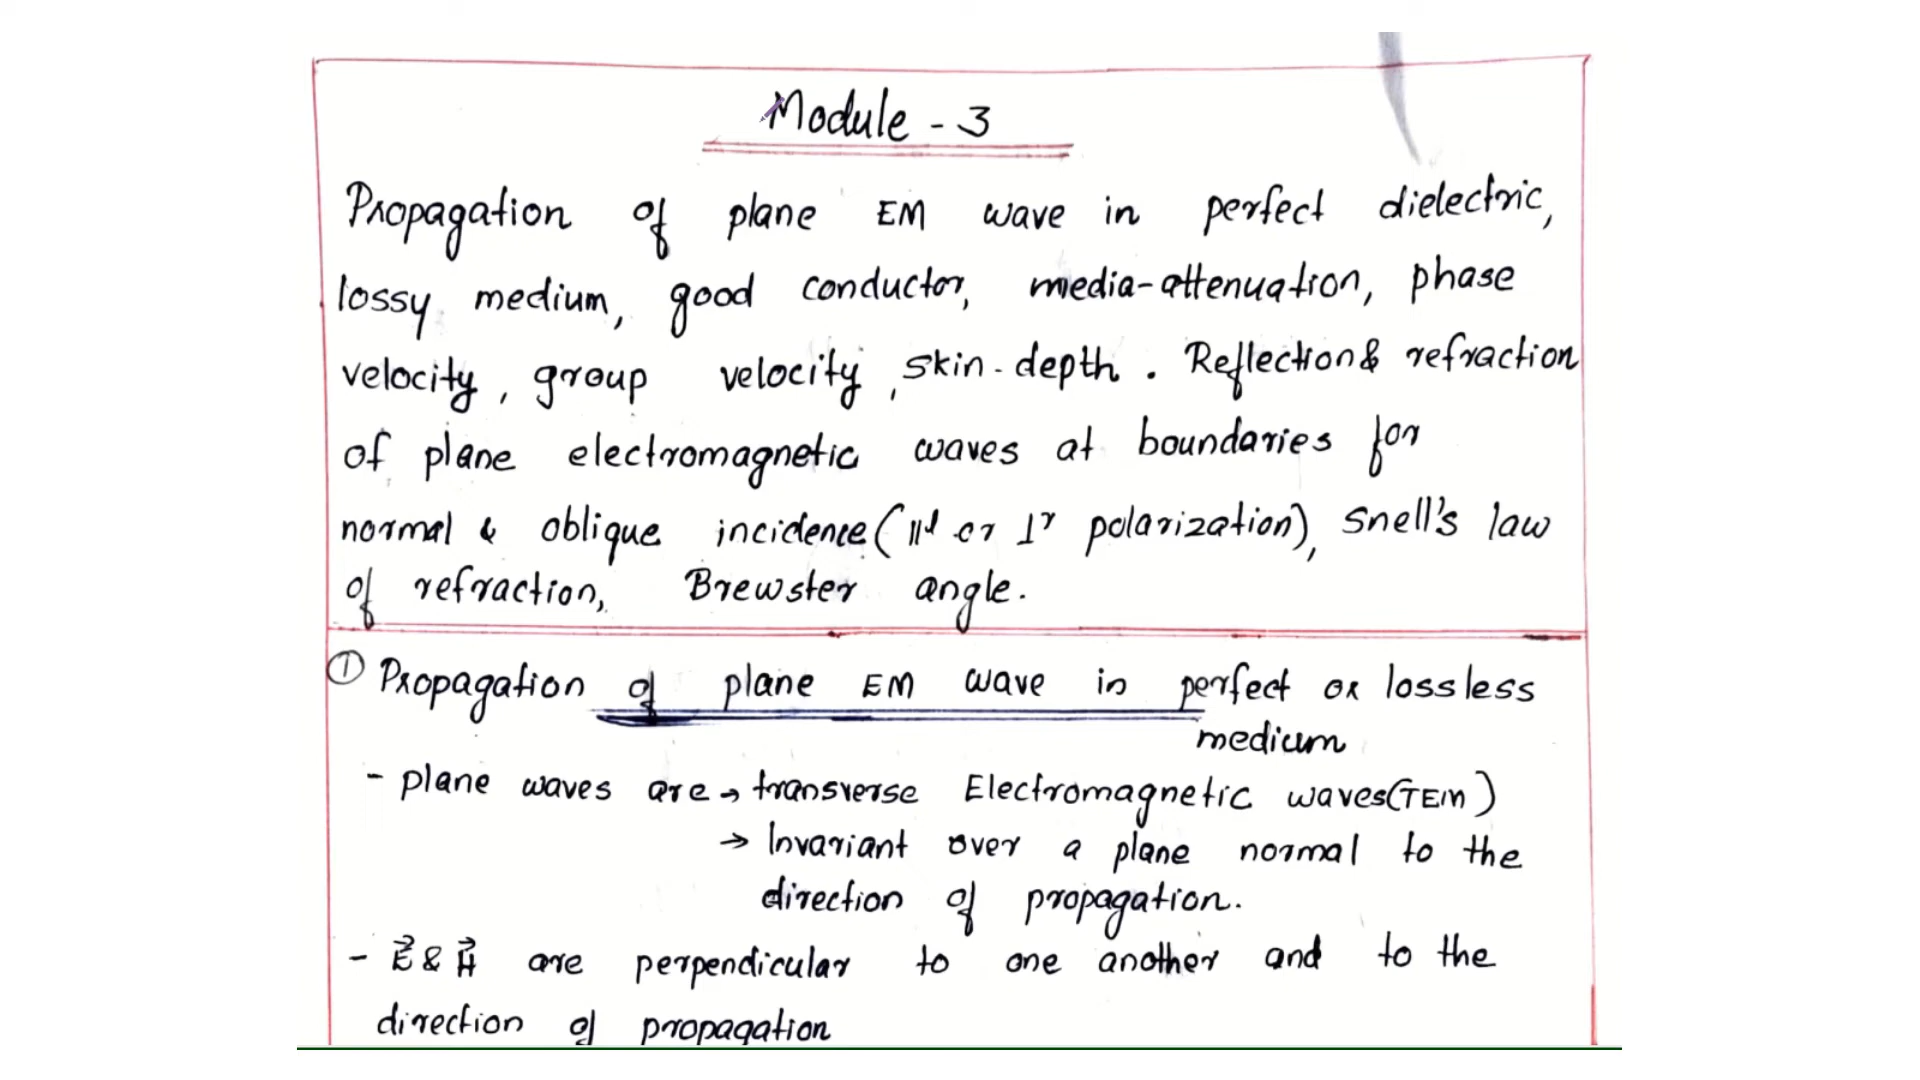 Module - 3
Propagation of plane EM wave in perfect dielectric,
lossy medium, good conductor, media-attenuation, phase
velocity, group velocity, skin-depth. Reflection & refraction
of plane electromagnetic waves at boundaries for
normal & oblique incidence (11ˡ or ⊥ʳ polarization), Snell's law
of refraction, Brewster angle.
① Propagation of plane EM wave in perfect or lossless
medium
- plane waves are → transverse Electromagnetic waves (TEM)
→ Invariant over a plane normal to the
direction of propagation.
- E⃗ & H⃗ are perpendicular to one another and to the
direction of propagation